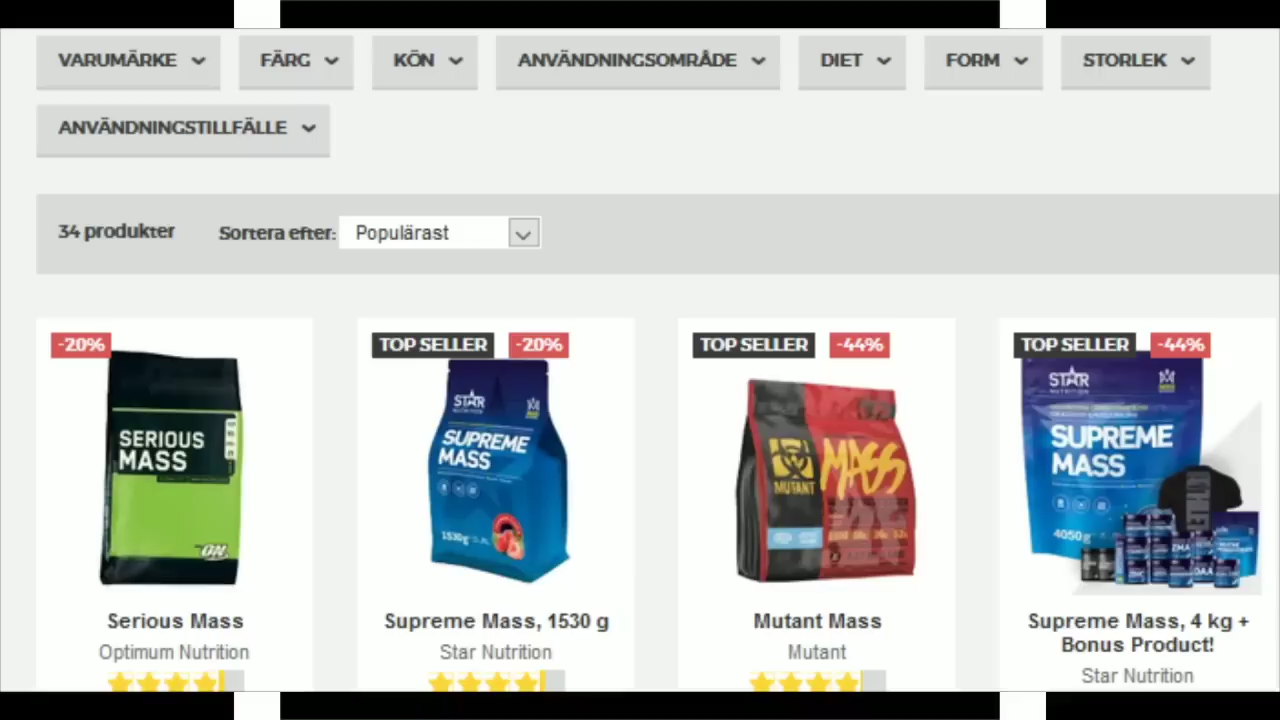 VARUMÄRKE
FÄRG
KÖN
ANVÄNDNINGSOMRÅDE
DIET
FORM
STORLEK
ANVÄNDNINGSTILLFÄLLE
34 produkter
Sortera efter:
Populärast
-20%
SERIOUS
MASS
ON
Serious Mass
Optimum Nutrition
TOP SELLER
-20%
STAR
NUTRITION
SUPREME
MASS
1530g
Supreme Mass, 1530 g
Star Nutrition
TOP SELLER
-44%
MUTANT
MASS
Mutant Mass
Mutant
TOP SELLER
-44%
STAR
NUTRITION
SUPREME
MASS
4050g
Supreme Mass, 4 kg +
Bonus Product!
Star Nutrition